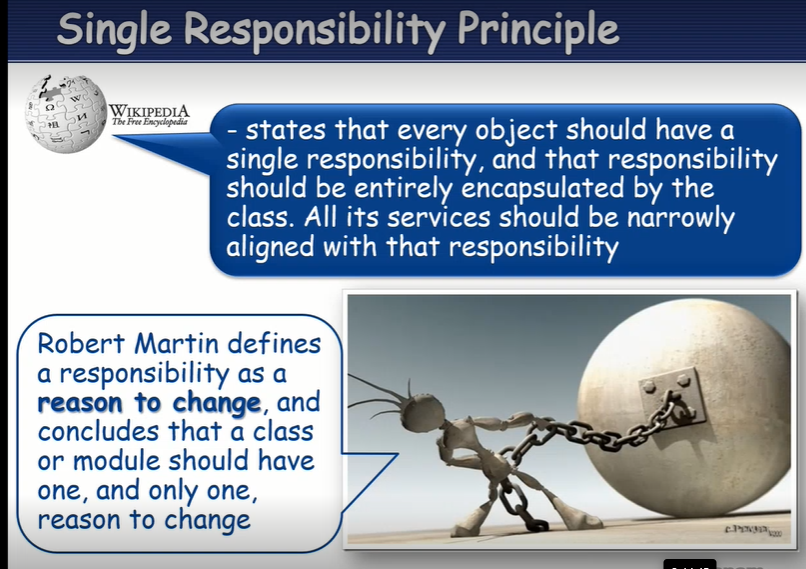 Single Responsibility Principle
WIKIPEDIA
The Free Encyclopedia
- states that every object should have a
single responsibility, and that responsibility
should be entirely encapsulated by the
class. All its services should be narrowly
aligned with that responsibility
Robert Martin defines
a responsibility as a
reason to change, and
concludes that a class
or module should have
one, and only one,
reason to change